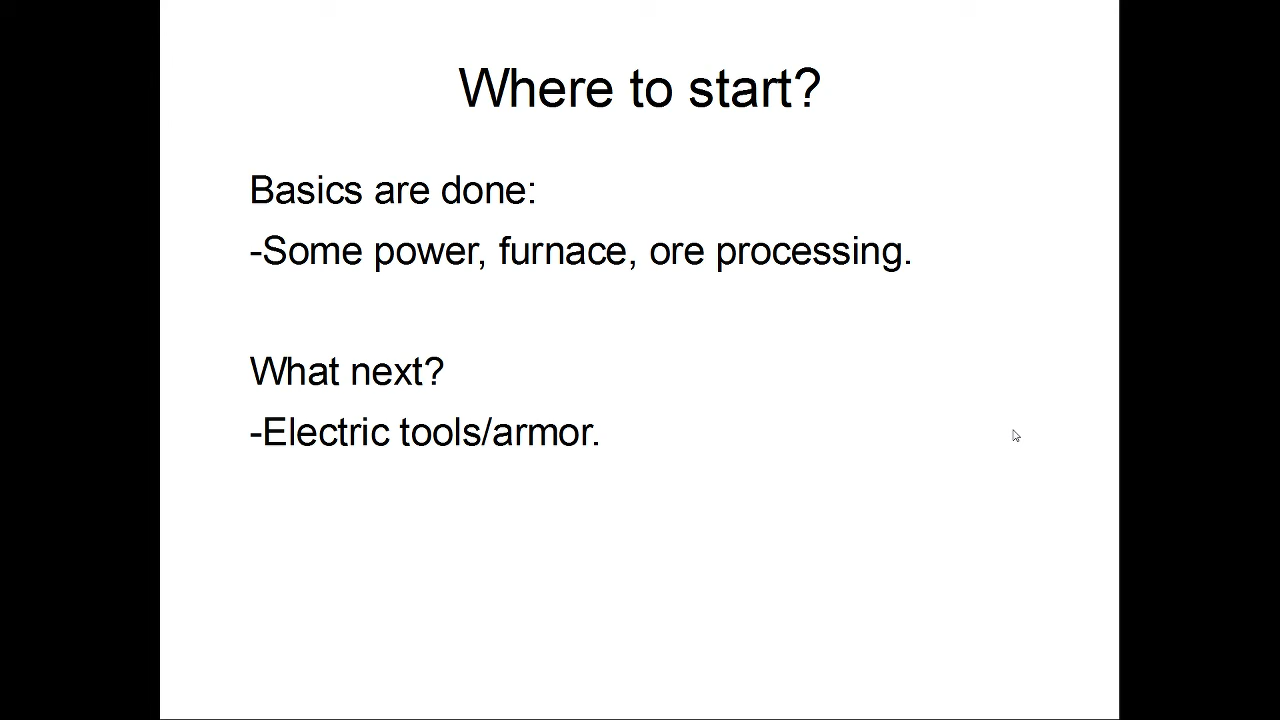 Where to start?
Basics are done:
-Some power, furnace, ore processing.
What next?
-Electric tools/armor.